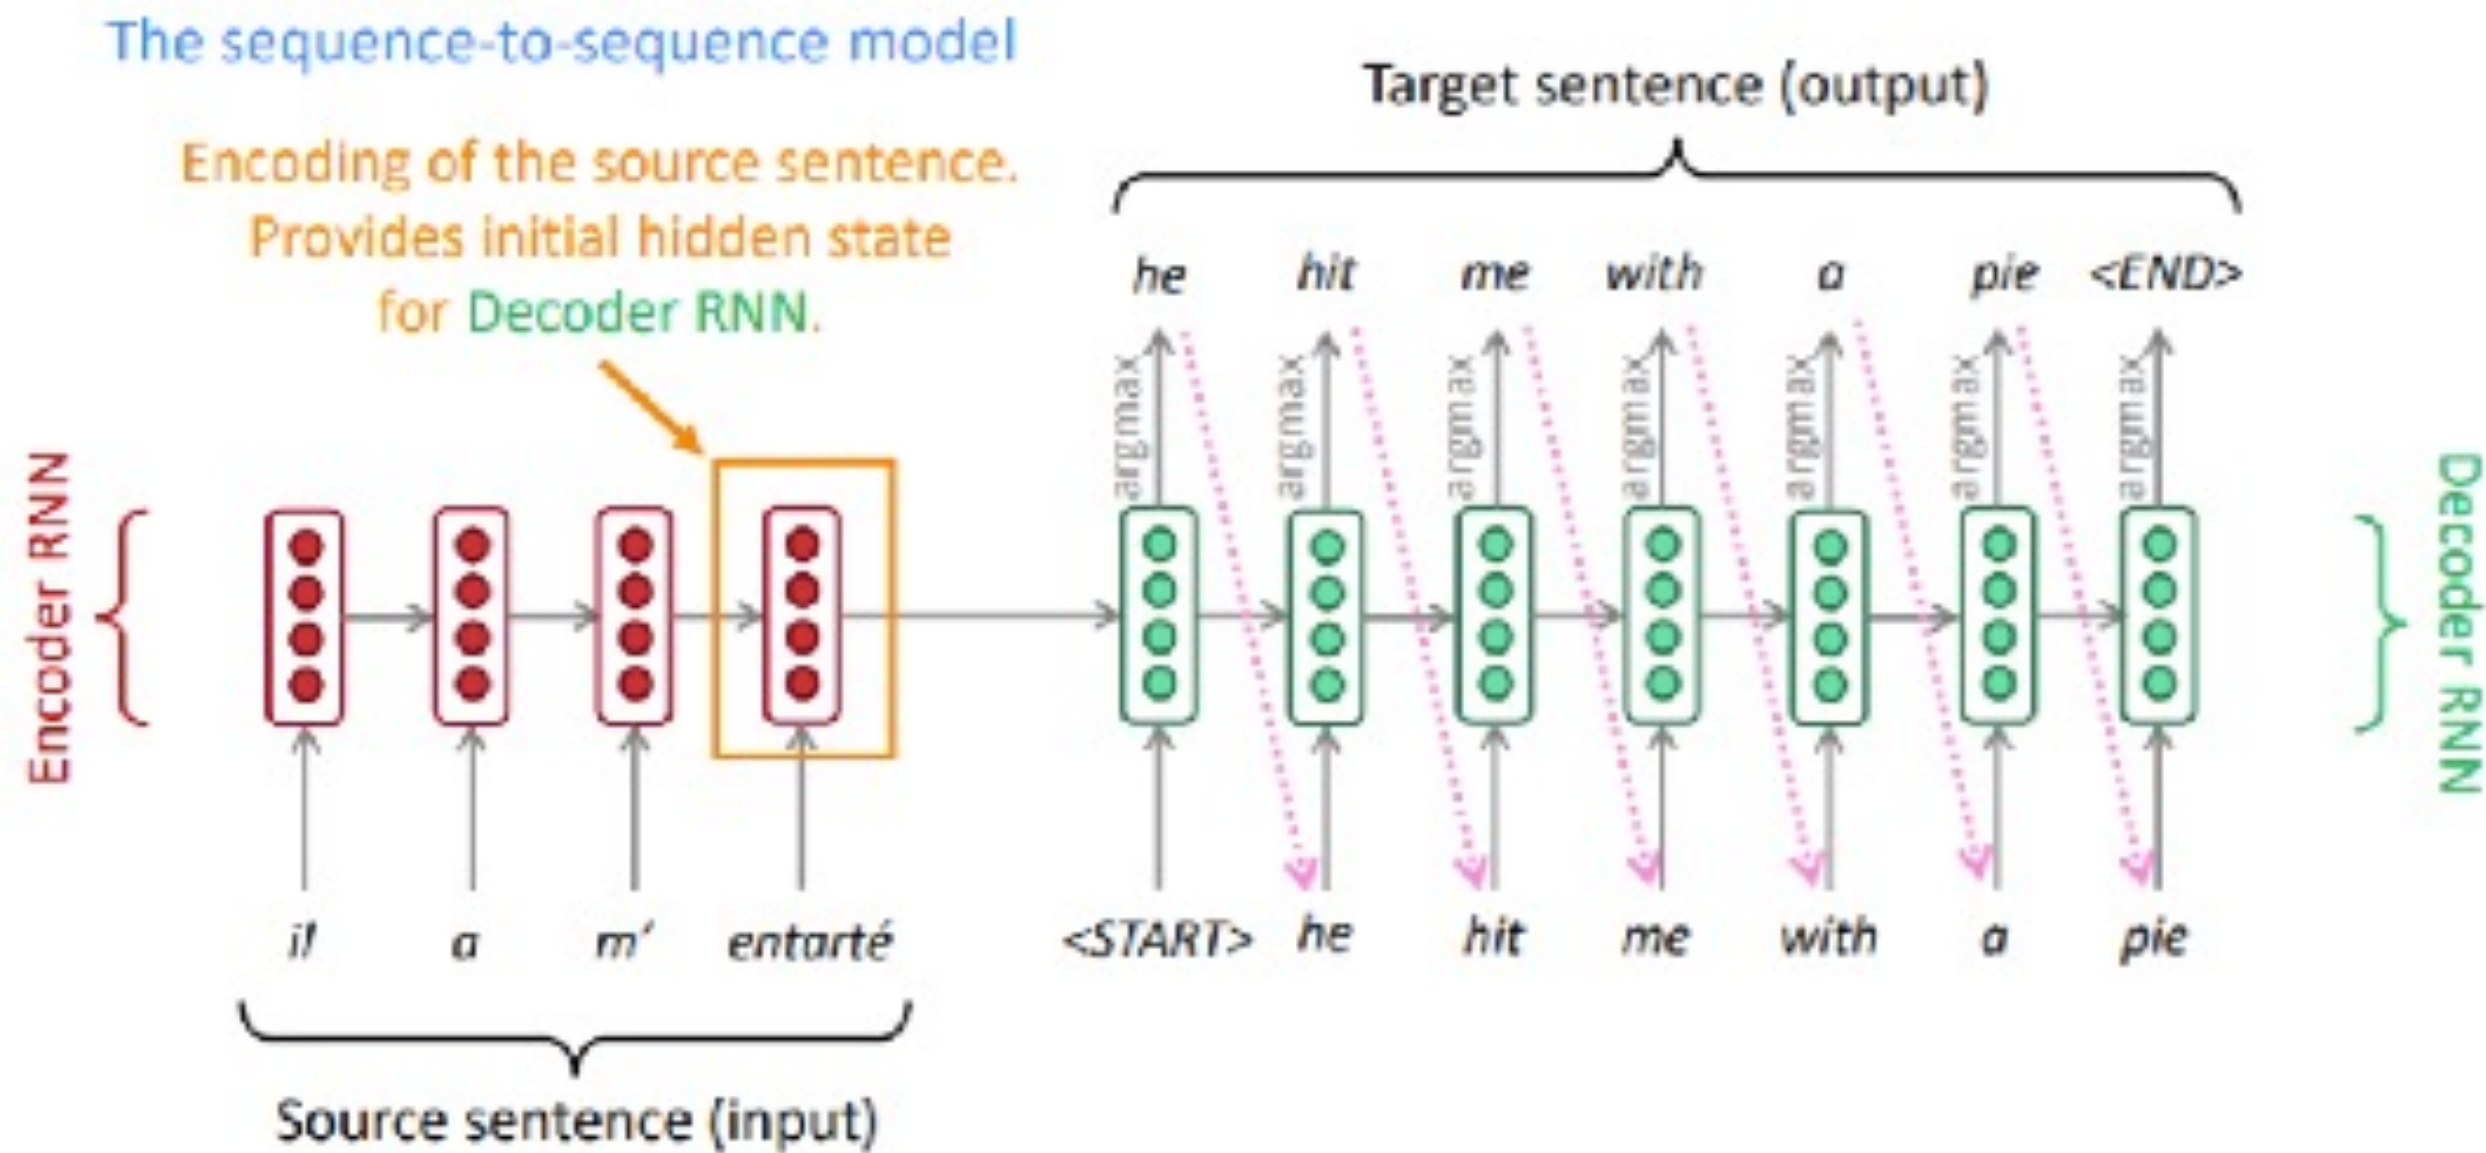 The sequence-to-sequence model
Target sentence (output)
Encoding of the source sentence.
Provides initial hidden state
for Decoder RNN.
he hit me with a pie <END>
argmax argmax argmax argmax argmax argmax argmax
Encoder RNN
Decoder RNN
il a m' entarté <START> he hit me with a pie
Source sentence (input)